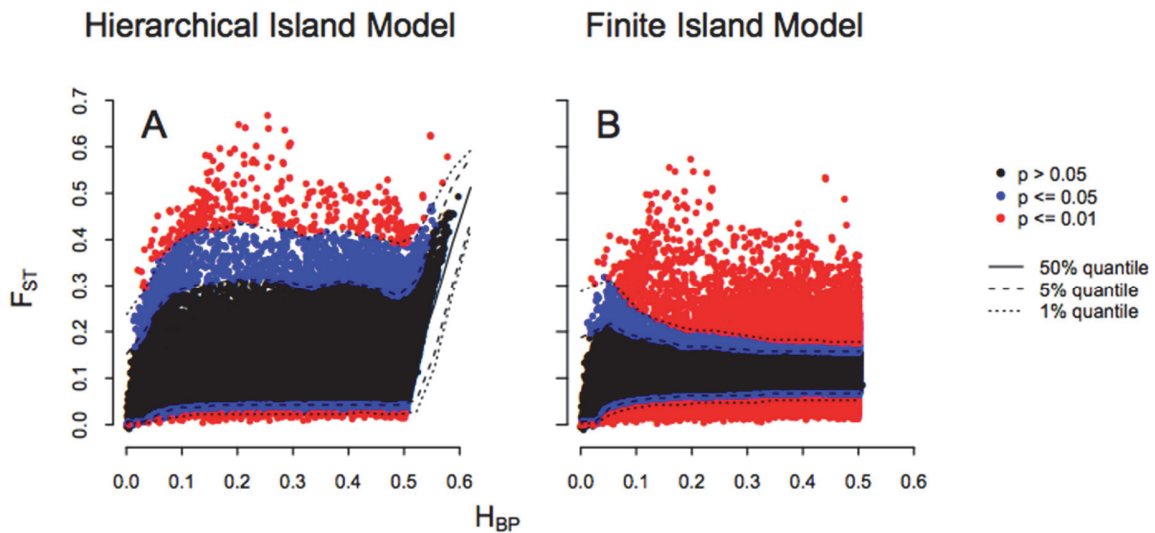 Hierarchical Island Model
Finite Island Model
A
B
F_ST
0.0 0.1 0.2 0.3 0.4 0.5 0.6 0.7
0.0 0.1 0.2 0.3 0.4 0.5 0.6
0.0 0.1 0.2 0.3 0.4 0.5 0.6
H_BP
p > 0.05
p <= 0.05
p <= 0.01
50% quantile
5% quantile
1% quantile